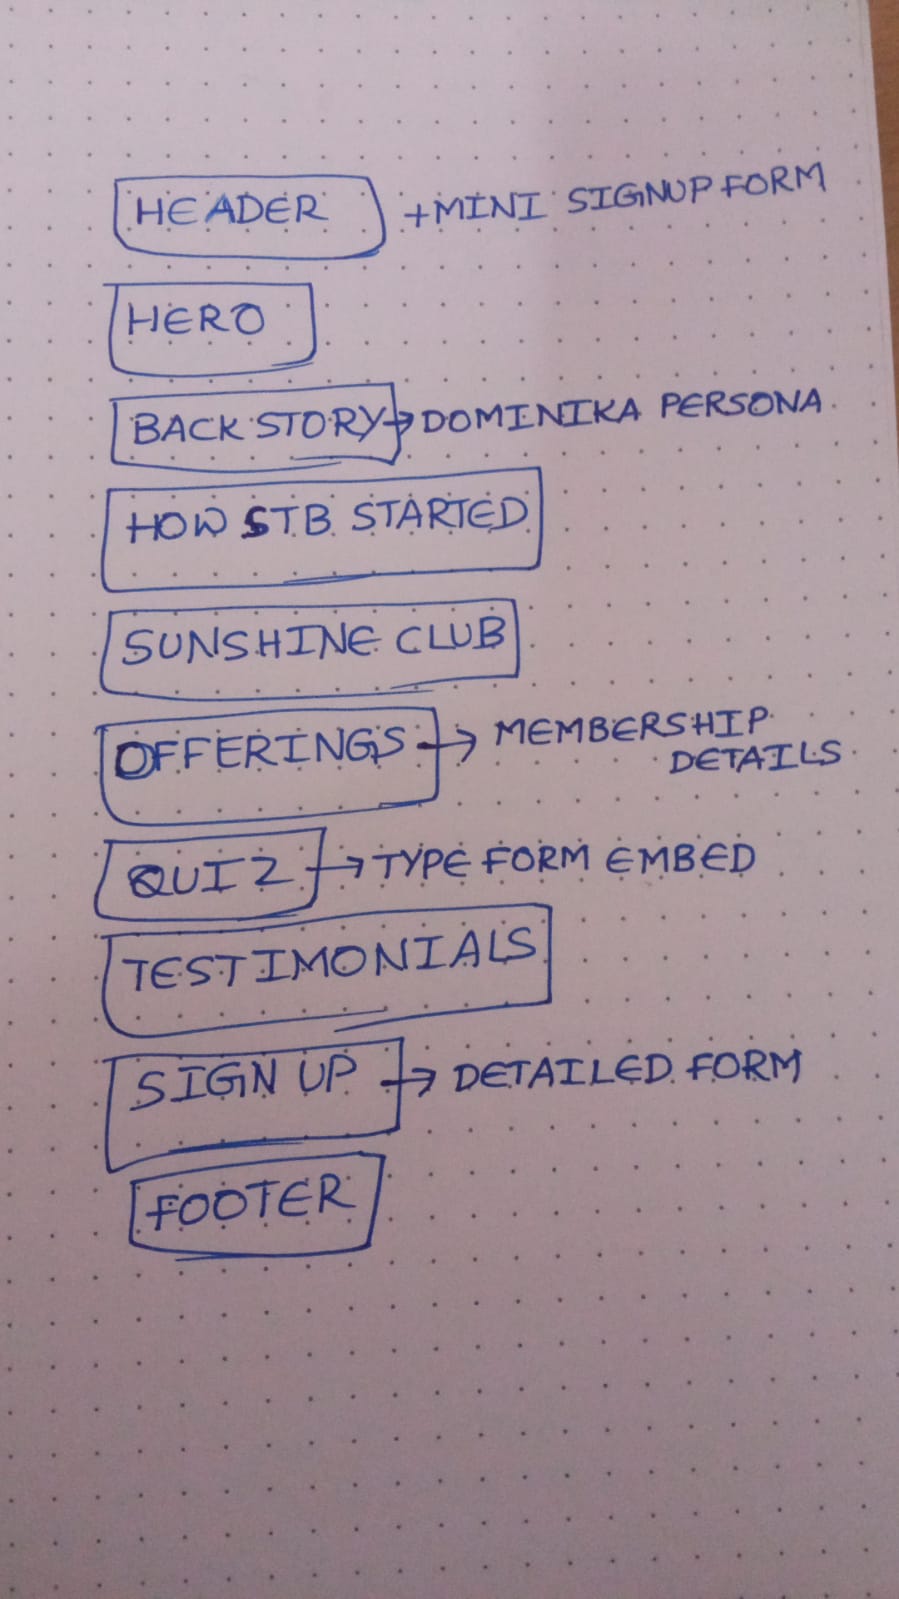 HEADER +MINI SIGNUP FORM
HERO
BACK STORY → DOMINIKA PERSONA
HOW STB STARTED
SUNSHINE CLUB
OFFERINGS → MEMBERSHIP
DETAILS
QUIZ → TYPE FORM EMBED
TESTIMONIALS
SIGN UP → DETAILED FORM
FOOTER